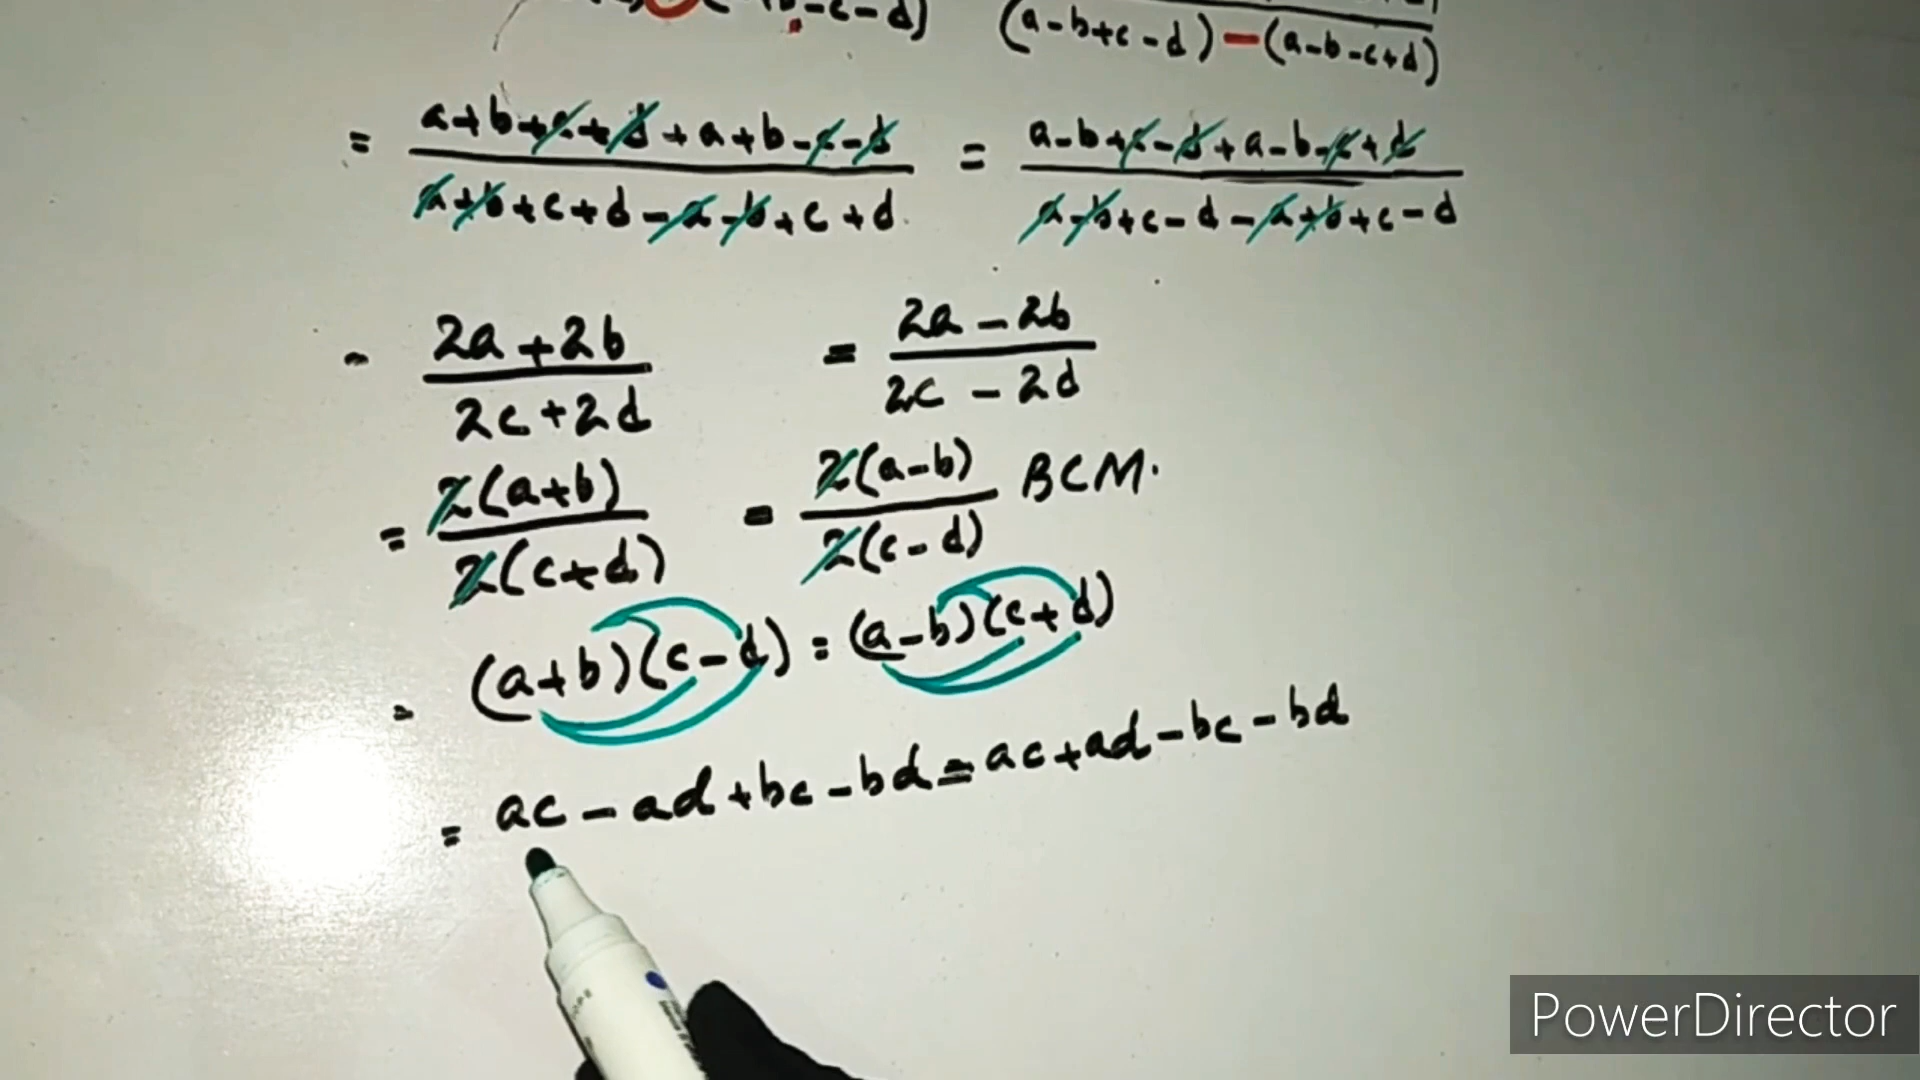 -c-d) (a-b+c-d)-(a-b-c+d)
= a+b+c+d+a+b-c-d / a+b+c+d-a-b+c+d = a-b+c-d+a-b-c+d / a-b+c-d-a+b+c-d
- 2a+2b / 2c+2d = 2a-2b / 2c-2d
= 2(a+b) / 2(c+d) = 2(a-b) / 2(c-d) BCM.
= (a+b)(c-d) = (a-b)(c+d)
= ac-ad+bc-bd = ac+ad-bc-bd
PowerDirector